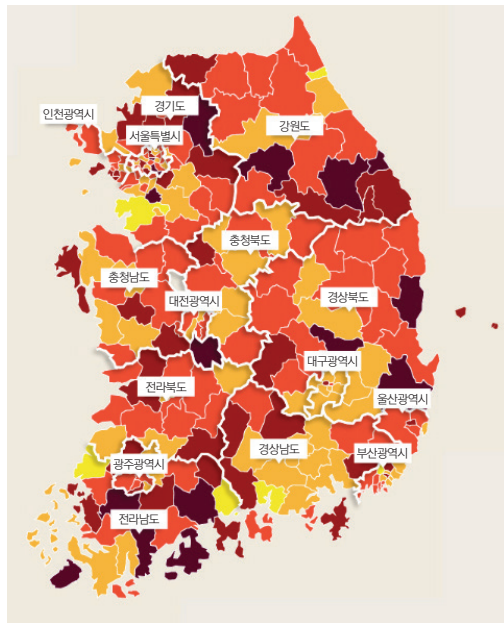 경기도
인천광역시
서울특별시
강원도
충청북도
충청남도
경상북도
대전광역시
대구광역시
전라북도
울산광역시
경상남도
부산광역시
광주광역시
전라남도